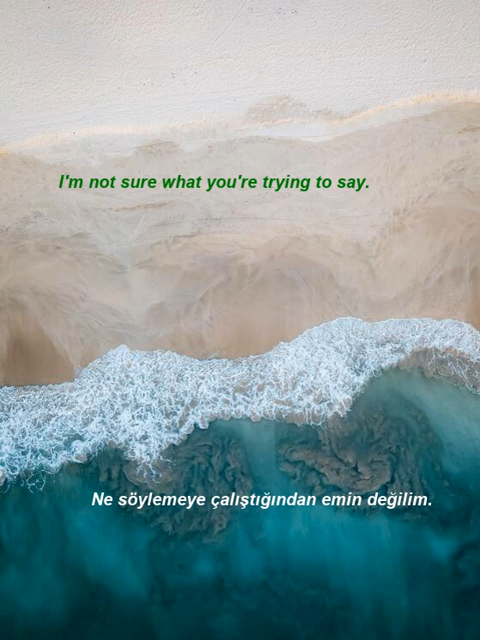 I'm not sure what you're trying to say.
Ne söylemeye çalıştığından emin değilim.